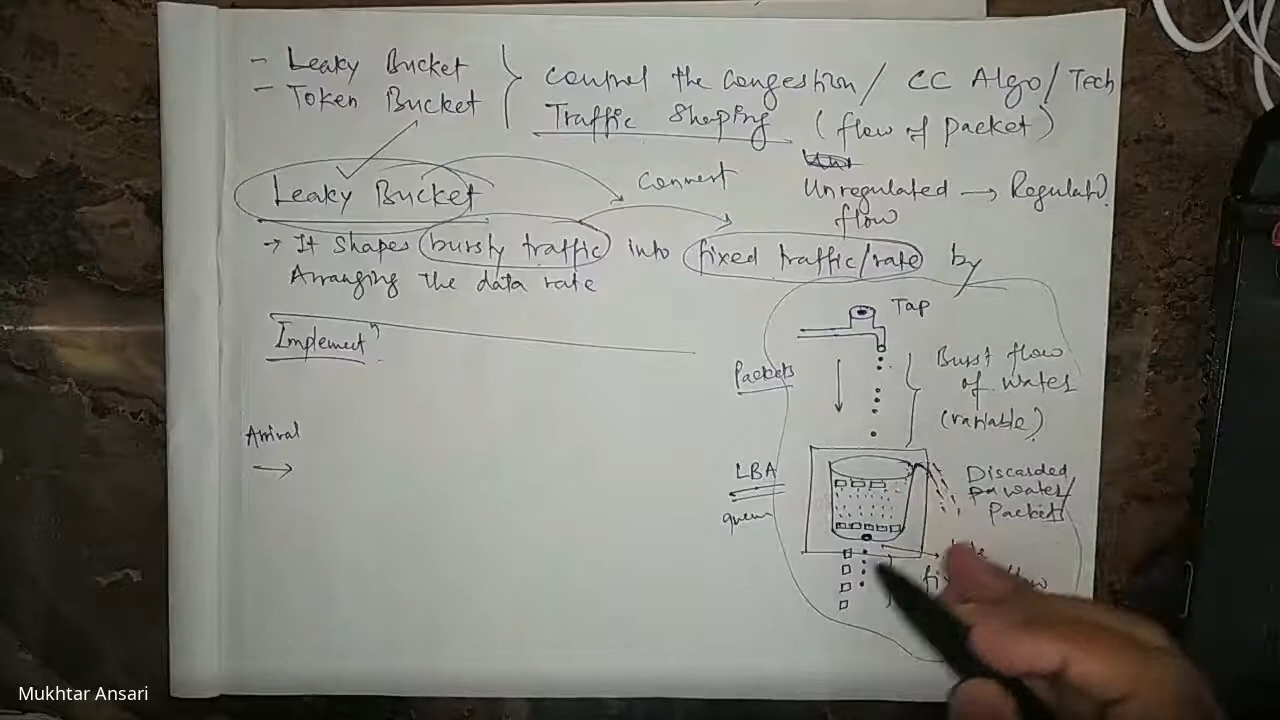 - Leaky Bucket
- Token Bucket
Control the Congestion / CC Algo / Tech
Traffic Shaping (flow of packet)
Leaky Bucket
Convert
Unregulated → Regulated
flow
→ It shapes bursty traffic into fixed traffic/rate by
Arranging the data rate
Implement
Arrival
Tap
Packets
Burst flow
of water
(variable)
LBA
queue
Discarded
water/
Packets
Mukhtar Ansari